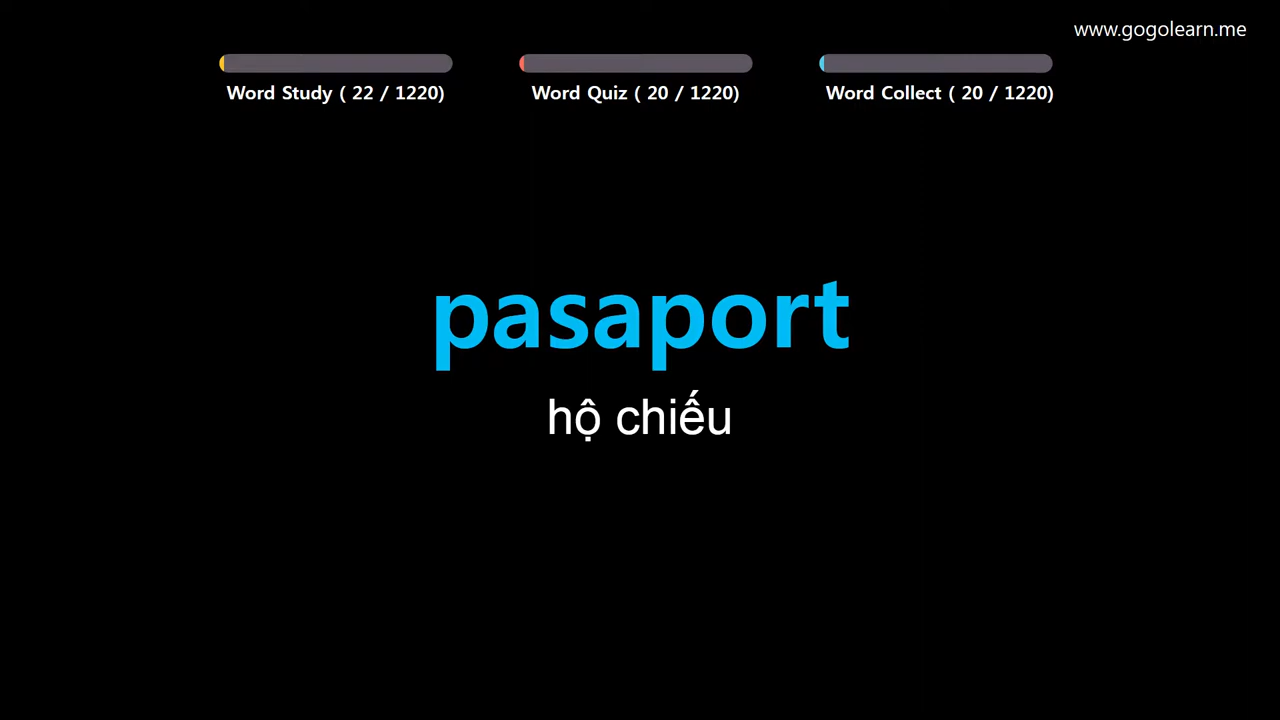 www.gogolearn.me
Word Study ( 22 / 1220)
Word Quiz ( 20 / 1220)
Word Collect ( 20 / 1220)
pasaport
hộ chiếu